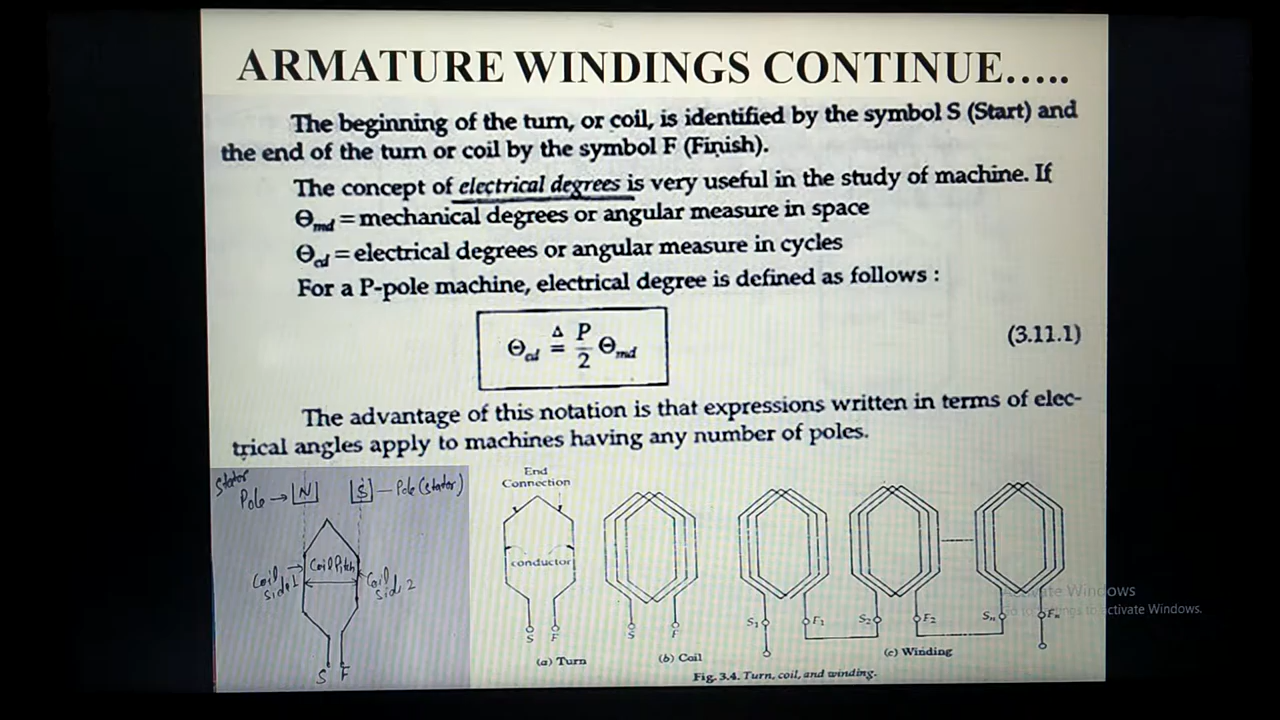 ARMATURE WINDINGS CONTINUE…..
The beginning of the turn, or coil, is identified by the symbol S (Start) and
the end of the turn or coil by the symbol F (Finish).
The concept of electrical degrees is very useful in the study of machine. If
Θmd = mechanical degrees or angular measure in space
Θed = electrical degrees or angular measure in cycles
For a P-pole machine, electrical degree is defined as follows :
Θed ≜ P/2 Θmd
(3.11.1)
The advantage of this notation is that expressions written in terms of elec-
trical angles apply to machines having any number of poles.
Stator
Pole → N S — Pole (stator)
Coil side 1
Coil Pitch
Coil side 2
S F
End
Connection
conductor
S F
(a) Turn
S F
(b) Coil
S1 F1 S2 F2 Sn Fn
(c) Winding
Fig. 3.4. Turn, coil, and winding.
Activate Windows
Go to Settings to activate Windows.